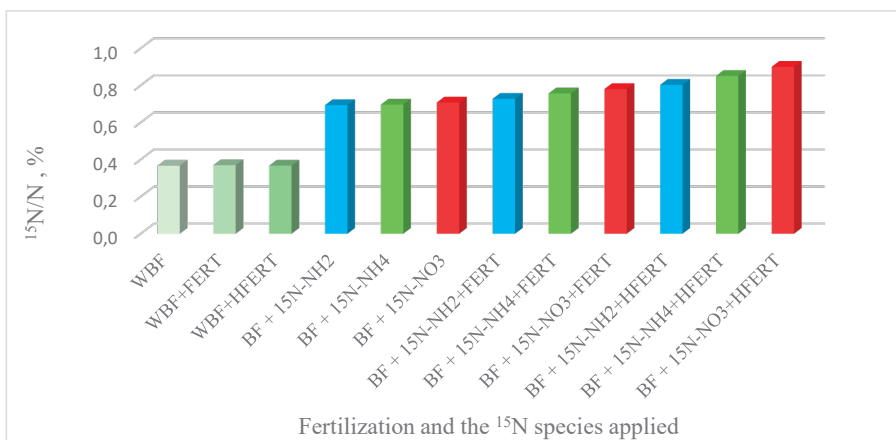 1,0
0,8
0,6
0,4
0,2
0,0
¹⁵N/N , %
WBF
WBF+FERT
WBF+HFERT
BF + 15N-NH2
BF + 15N-NH4
BF + 15N-NO3
BF + 15N-NH2+FERT
BF + 15N-NH4+FERT
BF + 15N-NO3+FERT
BF + 15N-NH2+HFERT
BF + 15N-NH4+HFERT
BF + 15N-NO3+HFERT
Fertilization and the ¹⁵N species applied